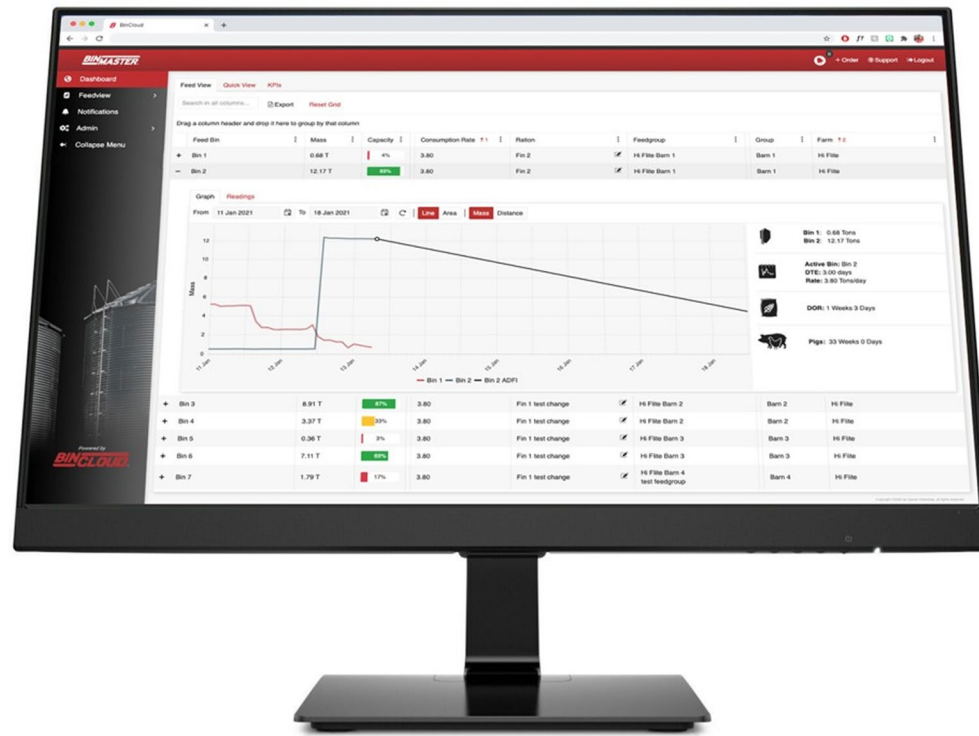 BinCloud
BINMASTER
Order Support Logout
Dashboard
Feedview
Notifications
Admin
Collapse Menu
Feed View Quick View KPIs
Search in all columns... Export Reset Grid
Drag a column header and drop it here to group by that column
Feed Bin Mass Capacity Consumption Rate 1 Ration Feedgroup Group Farm 2
+ Bin 1 0.68 T 4% 3.80 Fin 2 Hi Flite Barn 1 Barn 1 Hi Flite
- Bin 2 12.17 T 3.80 Fin 2 Hi Flite Barn 1 Barn 1 Hi Flite
Graph Readings
From 11 Jan 2021 To 18 Jan 2021 Line Area Mass Distance
Mass
12
10
8
6
4
2
0
11 Jan 12 Jan 13 Jan 14 Jan 15 Jan 16 Jan 17 Jan 18 Jan
Bin 1 Bin 2 Bin 2 ADFI
Bin 1: 0.68 Tons
Bin 2: 12.17 Tons
Active Bin: Bin 2
DTE: 3.00 days
Rate: 3.80 Tons/day
DOR: 1 Weeks 3 Days
Pigs: 33 Weeks 0 Days
+ Bin 3 8.91 T 87% 3.80 Fin 1 test change Hi Flite Barn 2 Barn 2 Hi Flite
+ Bin 4 3.37 T 33% 3.80 Fin 1 test change Hi Flite Barn 2 Barn 2 Hi Flite
+ Bin 5 0.36 T 3% 3.80 Fin 1 test change Hi Flite Barn 3 Barn 3 Hi Flite
+ Bin 6 7.11 T 3.80 Fin 1 test change Hi Flite Barn 3 Barn 3 Hi Flite
+ Bin 7 1.79 T 17% 3.80 Fin 1 test change Hi Flite Barn 4 test feedgroup Barn 4 Hi Flite
Powered by
BINCLOUD